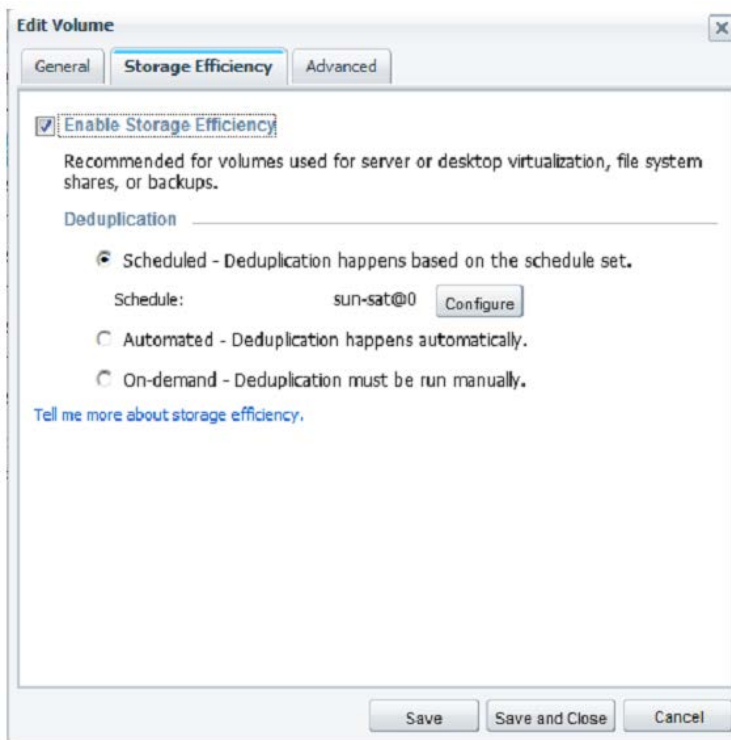 Edit Volume
General Storage Efficiency Advanced
Enable Storage Efficiency
Recommended for volumes used for server or desktop virtualization, file system
shares, or backups.
Deduplication
Scheduled - Deduplication happens based on the schedule set.
Schedule: sun-sat@0 Configure
Automated - Deduplication happens automatically.
On-demand - Deduplication must be run manually.
Tell me more about storage efficiency.
Save Save and Close Cancel